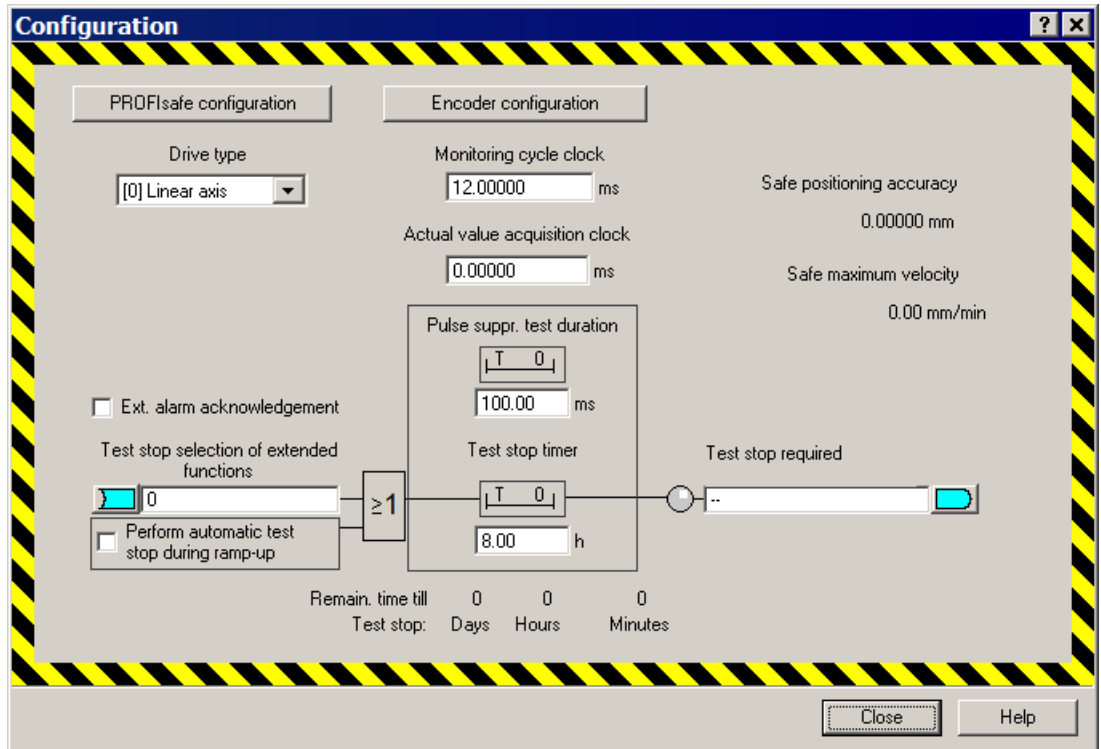 Configuration
PROFIsafe configuration
Encoder configuration
Drive type
[0] Linear axis
Monitoring cycle clock
12.00000 ms
Safe positioning accuracy
0.00000 mm
Actual value acquisition clock
0.00000 ms
Safe maximum velocity
0.00 mm/min
Pulse suppr. test duration
T 0
100.00 ms
Ext. alarm acknowledgement
Test stop selection of extended
functions
0
Perform automatic test
stop during ramp-up
≥1
Test stop timer
T 0
8.00 h
Test stop required
--
Remain. time till 0 0 0
Test stop: Days Hours Minutes
Close
Help